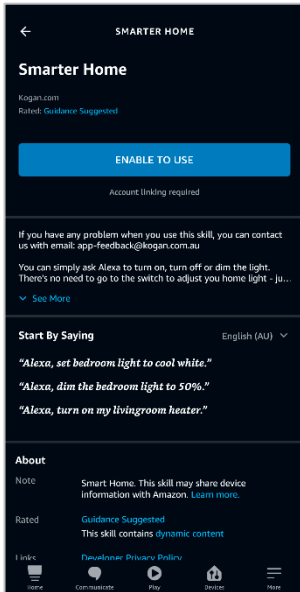 SMARTER HOME
Smarter Home
Kogan.com
Rated: Guidance Suggested
ENABLE TO USE
Account linking required
If you have any problem when you use this skill, you can contact
us with email: app-feedback@kogan.com.au
You can simply ask Alexa to turn on, turn off or dim the light.
There's no need to go to the switch to adjust you home light - ju...
See More
Start By Saying
English (AU)
“Alexa, set bedroom light to cool white.”
“Alexa, dim the bedroom light to 50%.”
“Alexa, turn on my livingroom heater.”
About
Note
Smart Home. This skill may share device
information with Amazon. Learn more.
Rated
Guidance Suggested
This skill contains dynamic content
Links
Developer Privacy Policy
Home
Communicate
Play
Devices
More